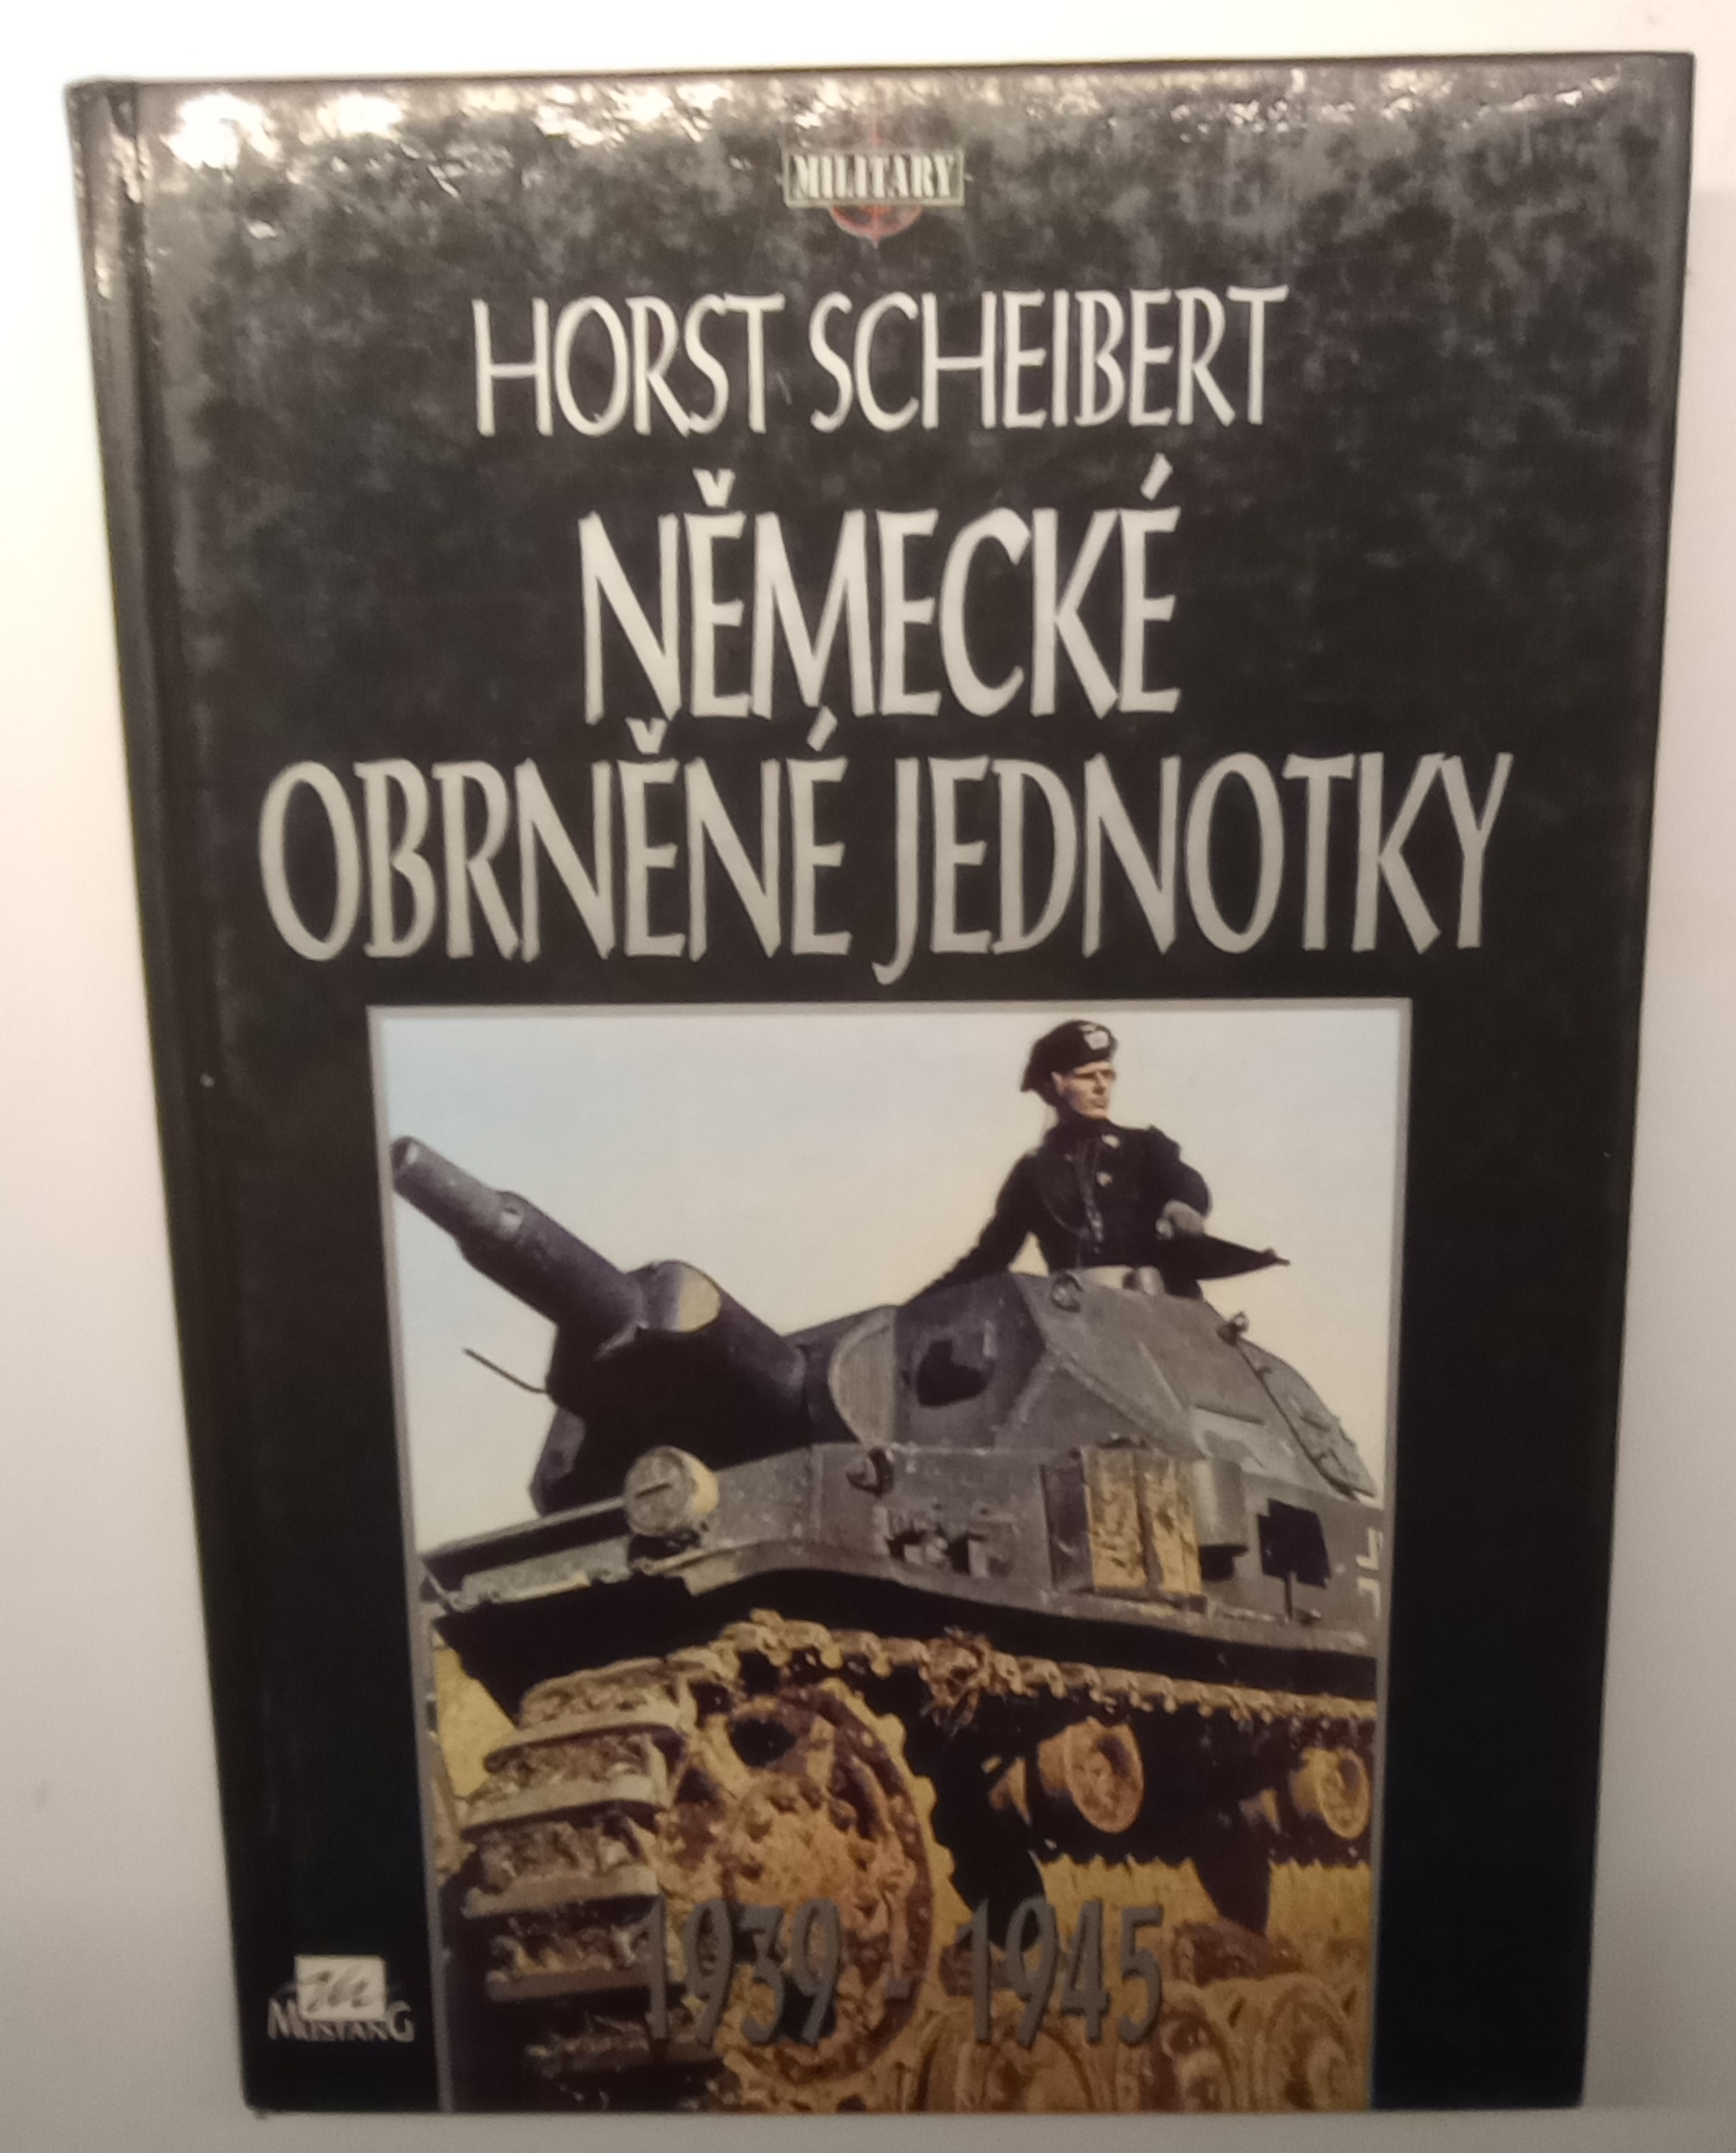 MILITARY
HORST SCHEIBERT
NĚMECKÉ
OBRNĚNÉ JEDNOTKY
1939 - 1945
MUSTANG